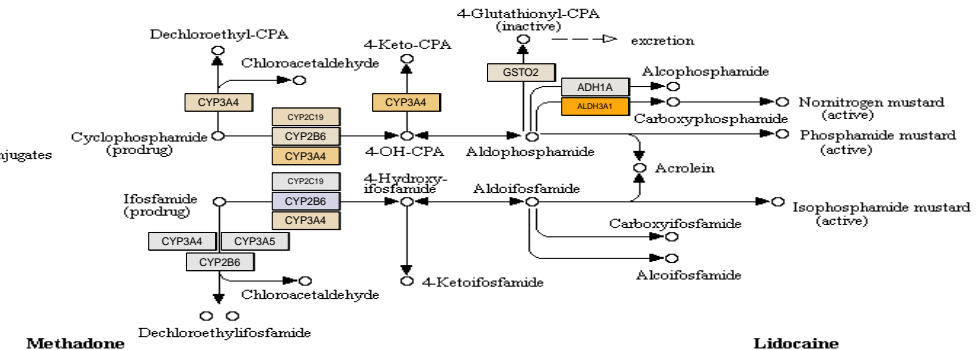 4-Glutathionyl-CPA
(inactive)
excretion
Dechloroethyl-CPA
4-Keto-CPA
Chloroacetaldehyde
GSTO2
ADH1A
Alcophosphamide
CYP3A4
CYP3A4
ALDH3A1
Nornitrogen mustard
(active)
Carboxyphosphamide
CYP2C19
Cyclophosphamide
(prodrug)
CYP2B6
CYP3A4
4-OH-CPA
Aldophosphamide
Phosphamide mustard
(active)
njugates
Acrolein
CYP2C19
4-Hydroxy-
ifosfamide
Aldoifosfamide
Ifosfamide
(prodrug)
CYP2B6
CYP3A4
Isophosphamide mustard
(active)
Carboxyifosfamide
CYP3A4
CYP3A5
CYP2B6
Alcoifosfamide
4-Ketoifosfamide
Chloroacetaldehyde
Dechloroethylifosfamide
Methadone
Lidocaine